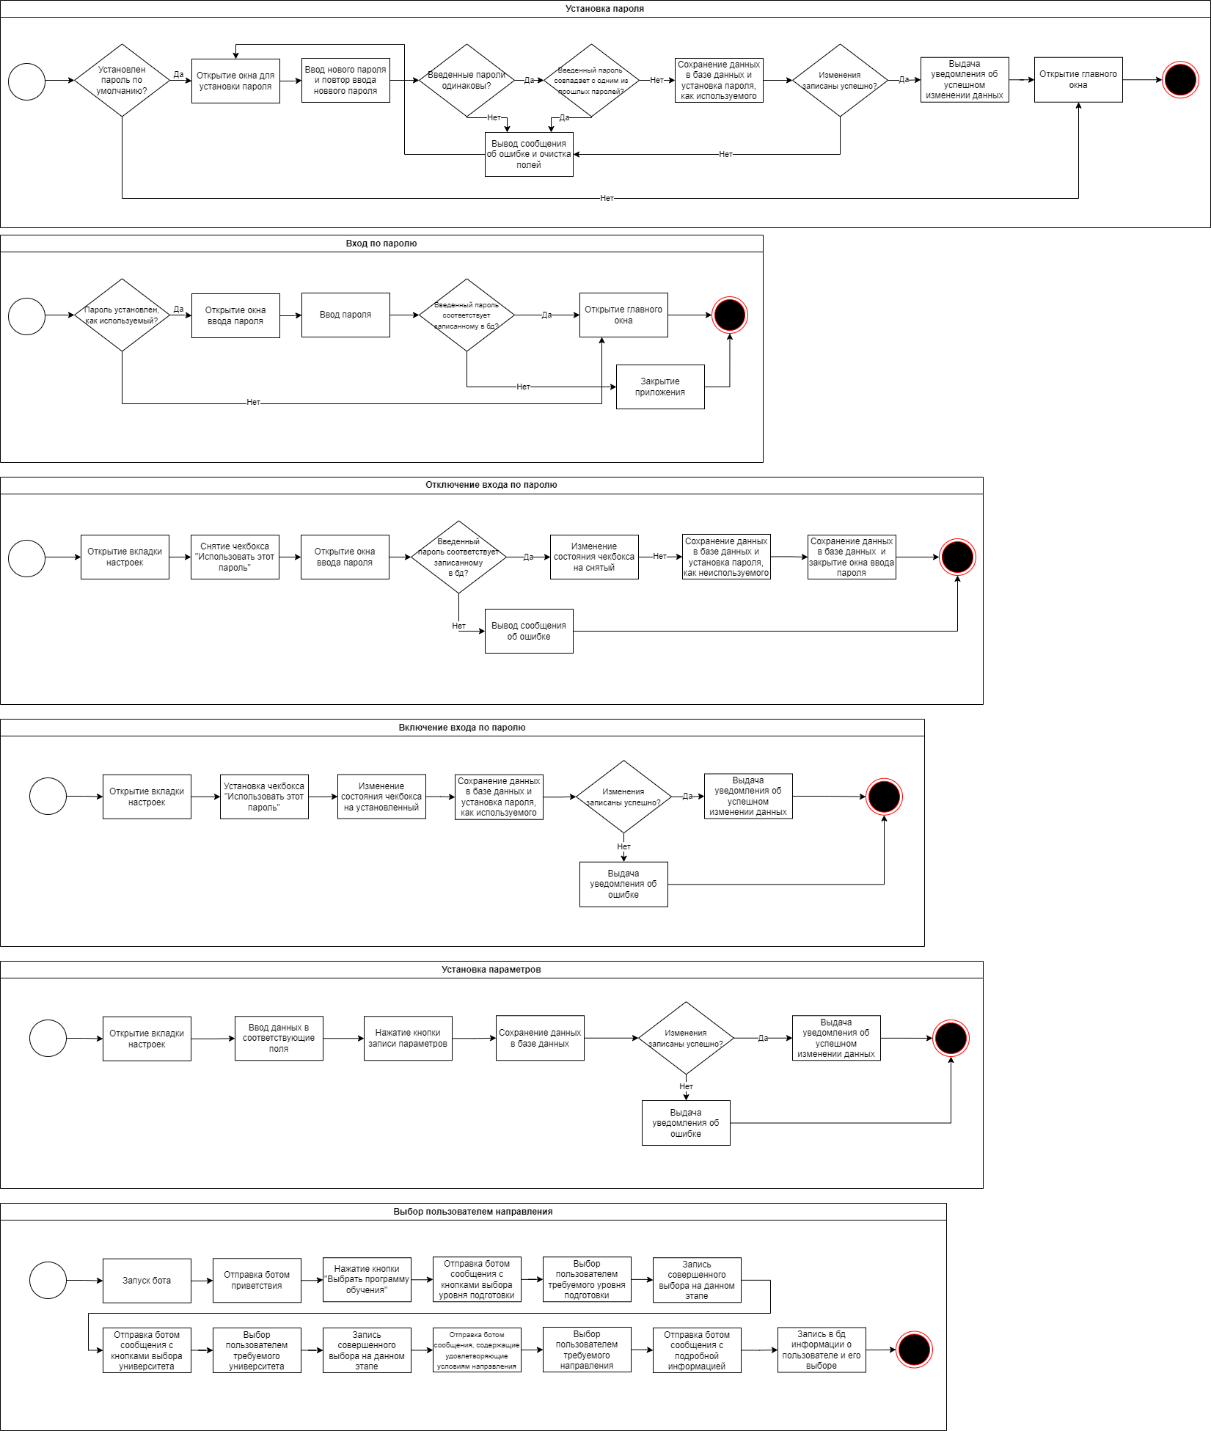 Установка пароля
Установлен
пароль по
умолчанию?
Да
Открытие окна для
установки пароля
Ввод нового пароля
и повтор ввода
новвого пароля
Введенные пароли
одинаковы?
Да
Введенный пароль
совпадает с одним из
прошлых паролей?
Нет
Сохранение данных
в базе данных и
установка пароля,
как используемого
Изменения
записаны успешно?
Да
Выдача
уведомления об
успешном
изменении данных
Открытие главного
окна
Нет
Да
Вывод сообщения
об ошибке и очистка
полей
Нет
Нет
Вход по паролю
Пароль установлен,
как используемый?
Да
Открытие окна
ввода пароля
Ввод пароля
Введенный пароль
соответствует
записанному в бд?
Да
Открытие главного
окна
Нет
Закрытие
приложения
Нет
Отключение входа по паролю
Открытие вкладки
настроек
Снятие чекбокса
"Использовать этот
пароль"
Открытие окна
ввода пароля
Введенный
пароль соответствует
записанному
в бд?
Да
Изменение
состояния чекбокса
на снятый
Нет
Сохранение данных
в базе данных и
установка пароля,
как неиспользуемого
Сохранение данных
в базе данных и
закрытие окна ввода
пароля
Нет
Вывод сообщения
об ошибке
Включение входа по паролю
Открытие вкладки
настроек
Установка чекбокса
"Использовать этот
пароль"
Изменение
состояния чекбокса
на установленный
Сохранение данных
в базе данных и
установка пароля,
как используемого
Изменения
записаны успешно?
Да
Выдача
уведомления об
успешном
изменении данных
Нет
Выдача
уведомления об
ошибке
Установка параметров
Открытие вкладки
настроек
Ввод данных в
соответствующие
поля
Нажатие кнопки
записи параметров
Сохранение данных
в базе данных
Изменения
записаны успешно?
Да
Выдача
уведомления об
успешном
изменении данных
Нет
Выдача
уведомления об
ошибке
Выбор пользователем направления
Запуск бота
Отправка ботом
приветствия
Нажатие кнопки
"Выбрать программу
обучения"
Отправка ботом
сообщения с
кнопками выбора
уровня подготовки
Выбор
пользователем
требуемого уровня
подготовки
Запись
совершенного
выбора на данном
этапе
Отправка ботом
сообщения с
кнопками выбора
университета
Выбор
пользователем
требуемого
университета
Запись
совершенного
выбора на данном
этапе
Отправка ботом
сообщения, содержащие
удовлетворяющие
условиям направления
Выбор
пользователем
требуемого
направления
Отправка ботом
сообщения с
подробной
информацией
Запись в бд
информации о
пользователе и его
выборе